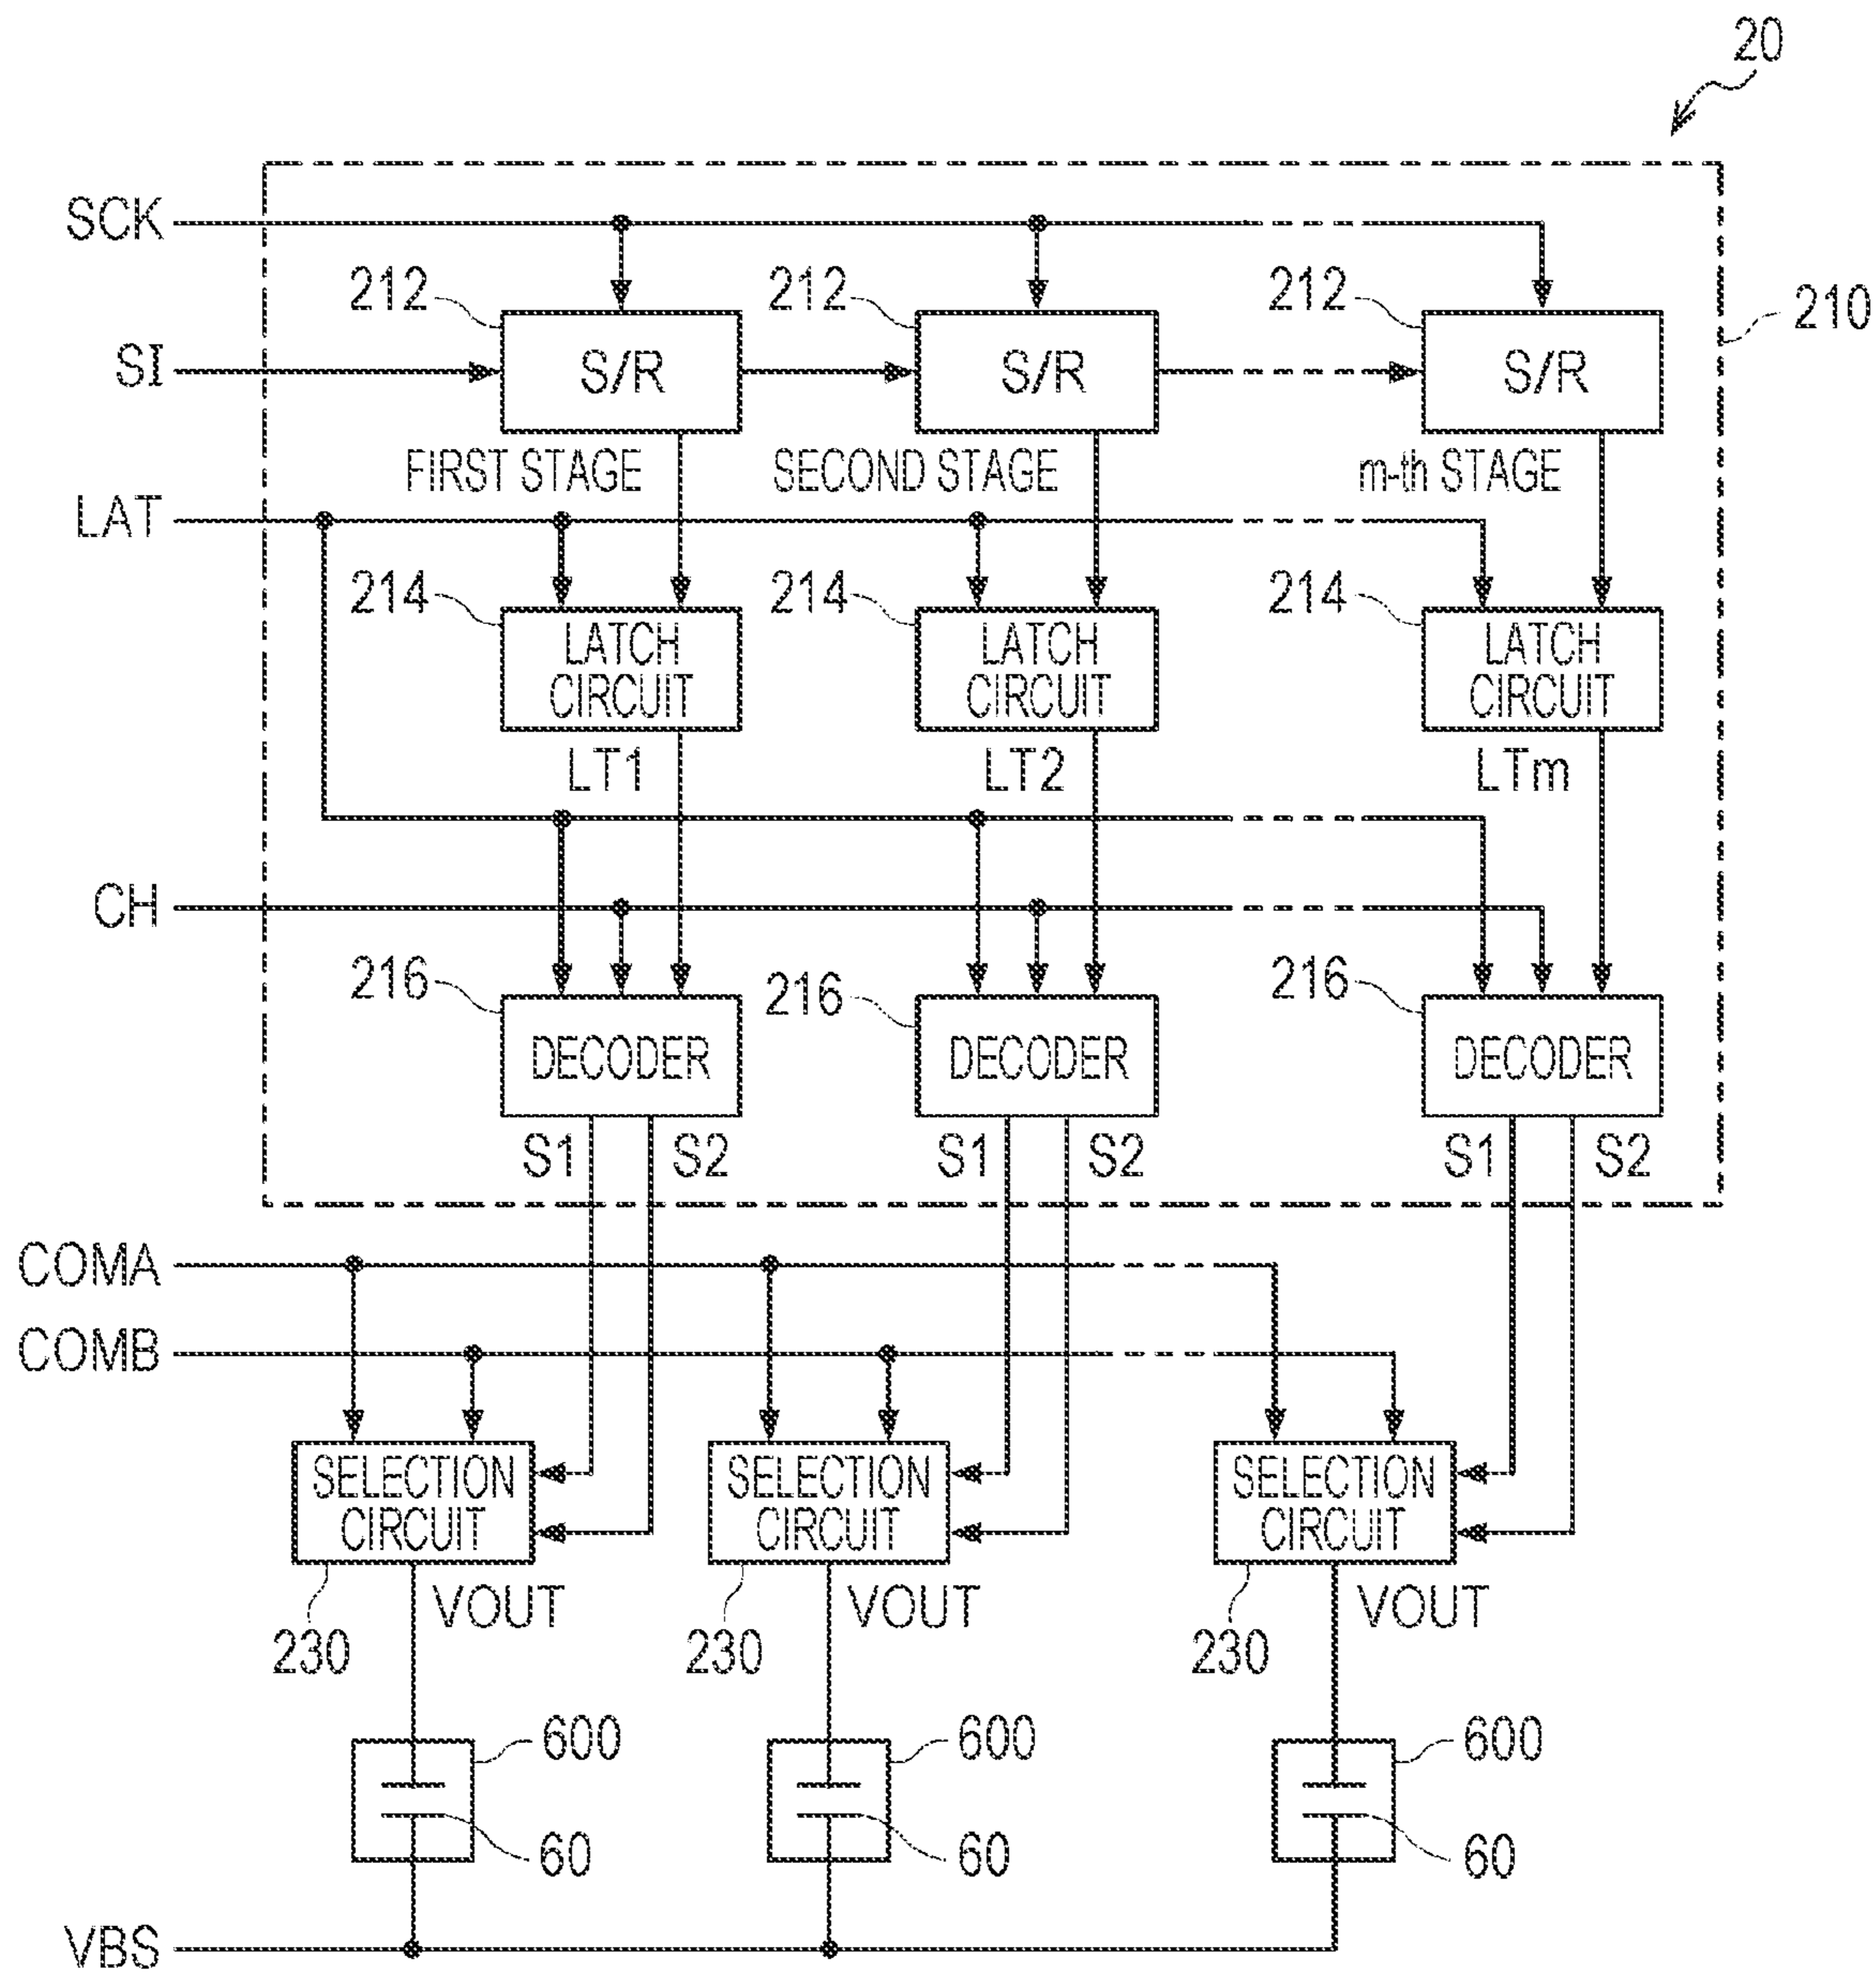 20
SCK
212 212 212
210
SI S/R S/R S/R
FIRST STAGE SECOND STAGE m-th STAGE
LAT
214 214 214
LATCH CIRCUIT LATCH CIRCUIT LATCH CIRCUIT
LT1 LT2 LTm
CH
216 216 216
DECODER DECODER DECODER
S1 S2 S1 S2 S1 S2
COMA
COMB
SELECTION CIRCUIT SELECTION CIRCUIT SELECTION CIRCUIT
VOUT VOUT VOUT
230 230 230
600 600 600
60 60 60
VBS